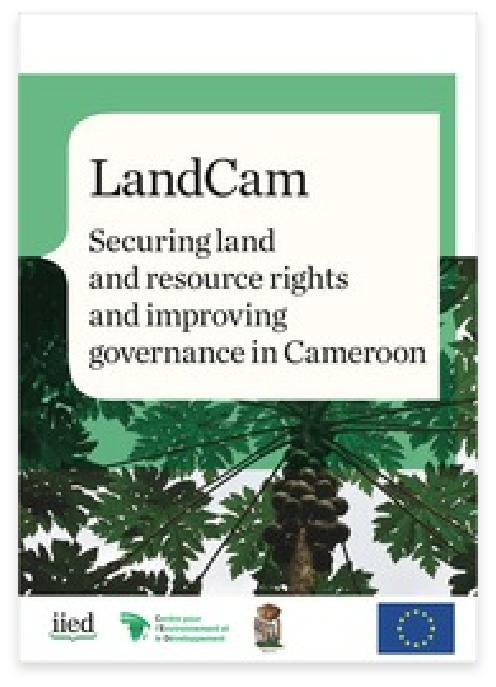 LandCam
Securing land
and resource rights
and improving
governance in Cameroon
iied
Centre pour
l'Environnement et
le Développement